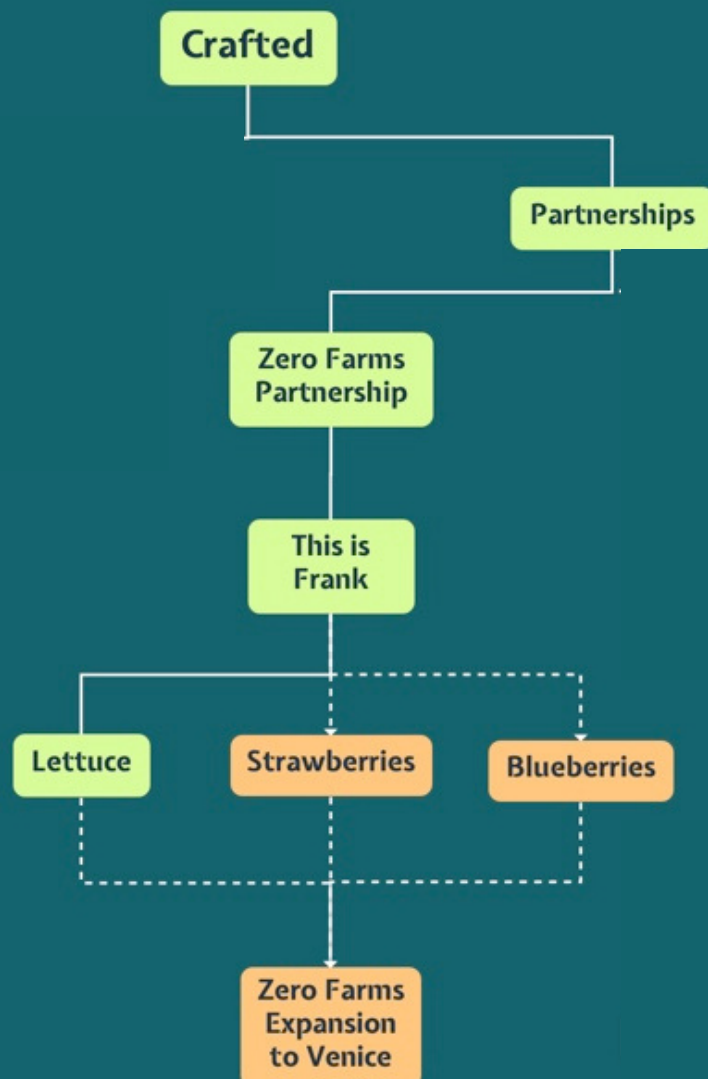 Crafted
Partnerships
Zero Farms
Partnership
This is
Frank
Lettuce
Strawberries
Blueberries
Zero Farms
Expansion
to Venice